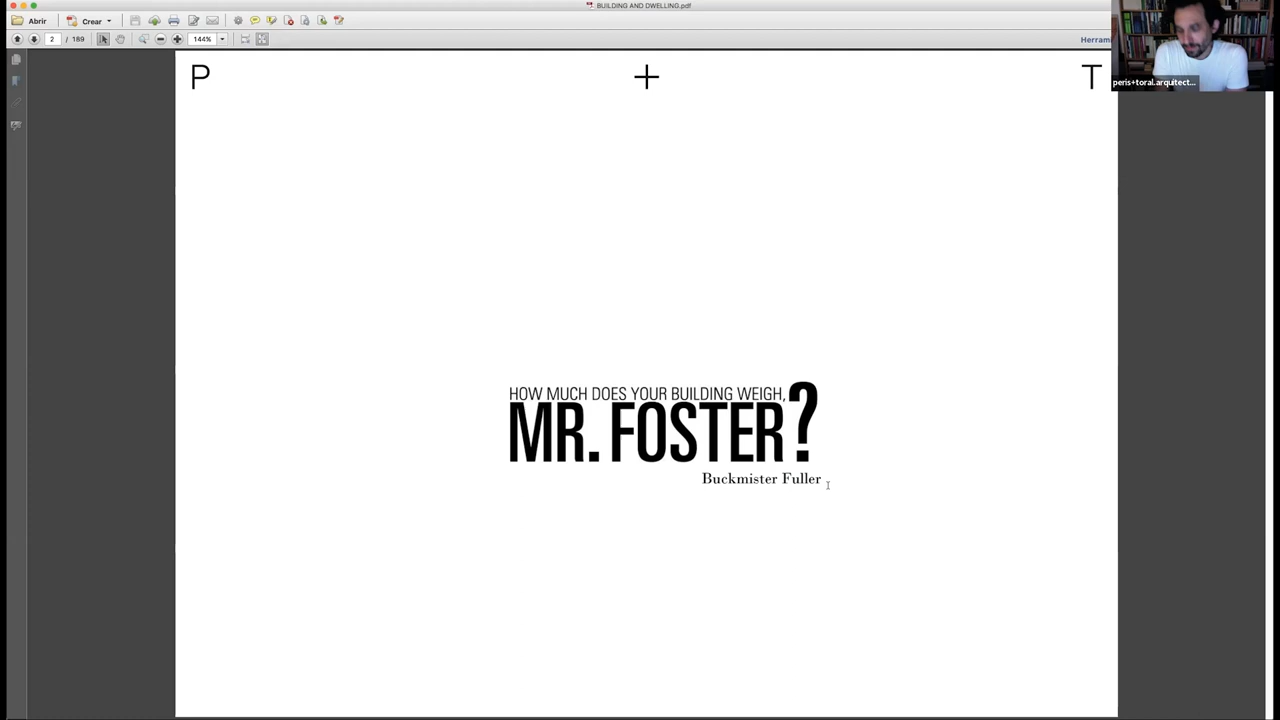 BUILDING AND DWELLING.pdf
Abrir
Crear
2 / 189
144%
Herrami
P + T
peris+toral.arquitect...
HOW MUCH DOES YOUR BUILDING WEIGH,
MR. FOSTER?
Buckmister Fuller